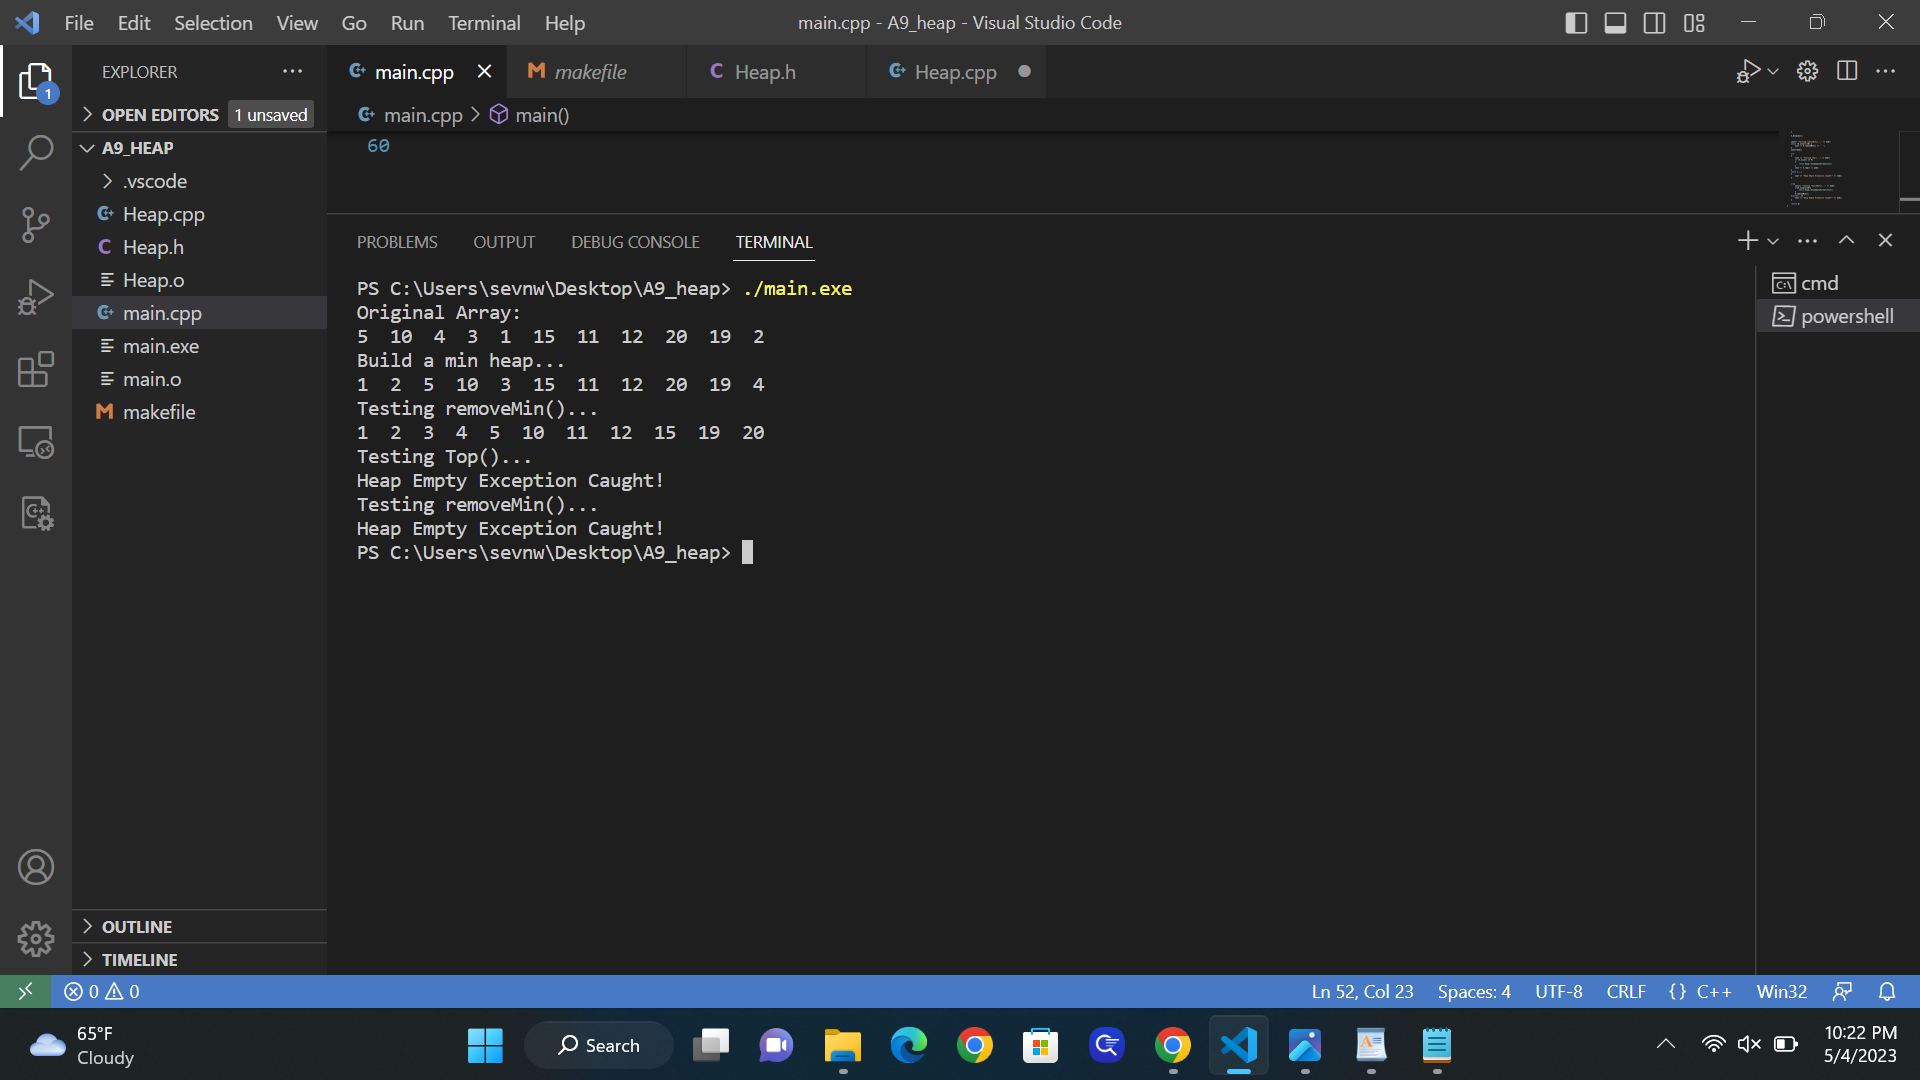 File Edit Selection View Go Run Terminal Help
main.cpp - A9_heap - Visual Studio Code
EXPLORER
main.cpp
makefile
Heap.h
Heap.cpp
1
OPEN EDITORS 1 unsaved
main.cpp > main()
A9_HEAP
60
.vscode
Heap.cpp
Heap.h
Heap.o
main.cpp
main.exe
main.o
makefile
PROBLEMS OUTPUT DEBUG CONSOLE TERMINAL
cmd
powershell
PS C:\Users\sevnw\Desktop\A9_heap> ./main.exe
Original Array:
5 10 4 3 1 15 11 12 20 19 2
Build a min heap...
1 2 5 10 3 15 11 12 20 19 4
Testing removeMin()...
1 2 3 4 5 10 11 12 15 19 20
Testing Top()...
Heap Empty Exception Caught!
Testing removeMin()...
Heap Empty Exception Caught!
PS C:\Users\sevnw\Desktop\A9_heap>
OUTLINE
TIMELINE
0 0
Ln 52, Col 23 Spaces: 4 UTF-8 CRLF {} C++ Win32
65°F
Cloudy
Search
10:22 PM
5/4/2023